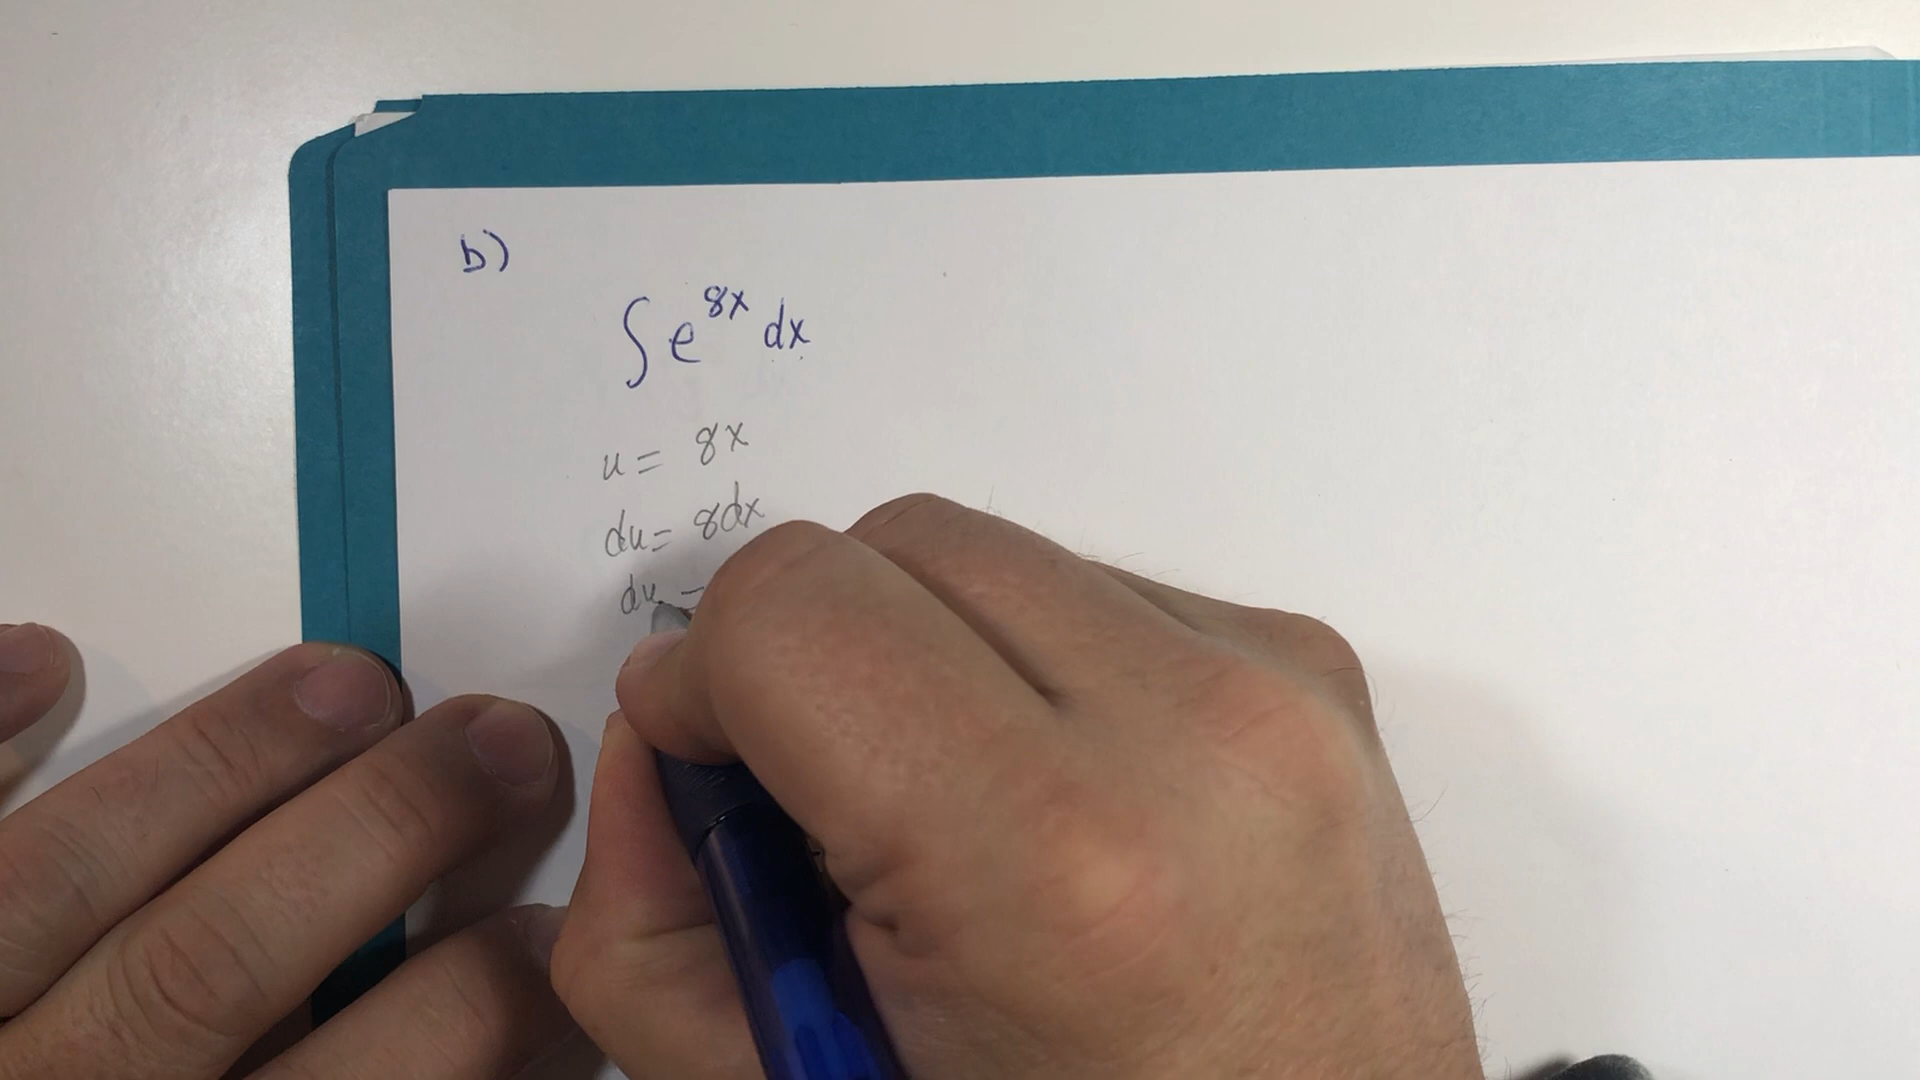 b)
∫ e^{8x} dx
u = 8x
du = 8dx
du =